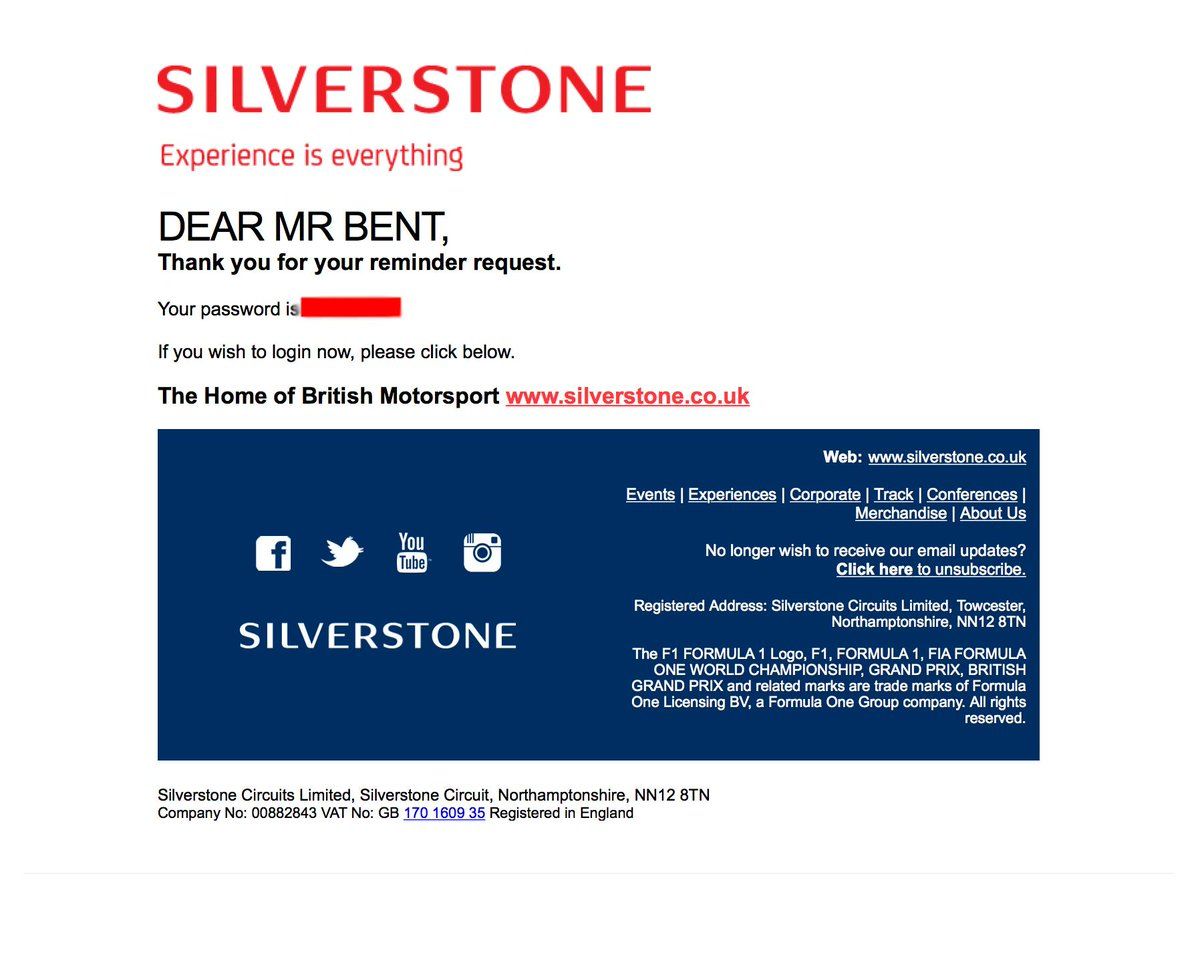 SILVERSTONE
Experience is everything
DEAR MR BENT,
Thank you for your reminder request.
Your password is
If you wish to login now, please click below.
The Home of British Motorsport www.silverstone.co.uk
Web: www.silverstone.co.uk
Events | Experiences | Corporate | Track | Conferences |
Merchandise | About Us
No longer wish to receive our email updates?
Click here to unsubscribe.
You
Tube
SILVERSTONE
Registered Address: Silverstone Circuits Limited, Towcester,
Northamptonshire, NN12 8TN
The F1 FORMULA 1 Logo, F1, FORMULA 1, FIA FORMULA
ONE WORLD CHAMPIONSHIP, GRAND PRIX, BRITISH
GRAND PRIX and related marks are trade marks of Formula
One Licensing BV, a Formula One Group company. All rights
reserved.
Silverstone Circuits Limited, Silverstone Circuit, Northamptonshire, NN12 8TN
Company No: 00882843 VAT No: GB 170 1609 35 Registered in England